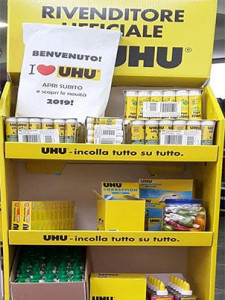 RIVENDITORE
UFFICIALE
UHU
BENVENUTO!
I UHU
APRI SUBITO
e scopri le novità
2019!
UHU - incolla tutto su tutto.
UHU
UHU - incolla tutto su tutto.